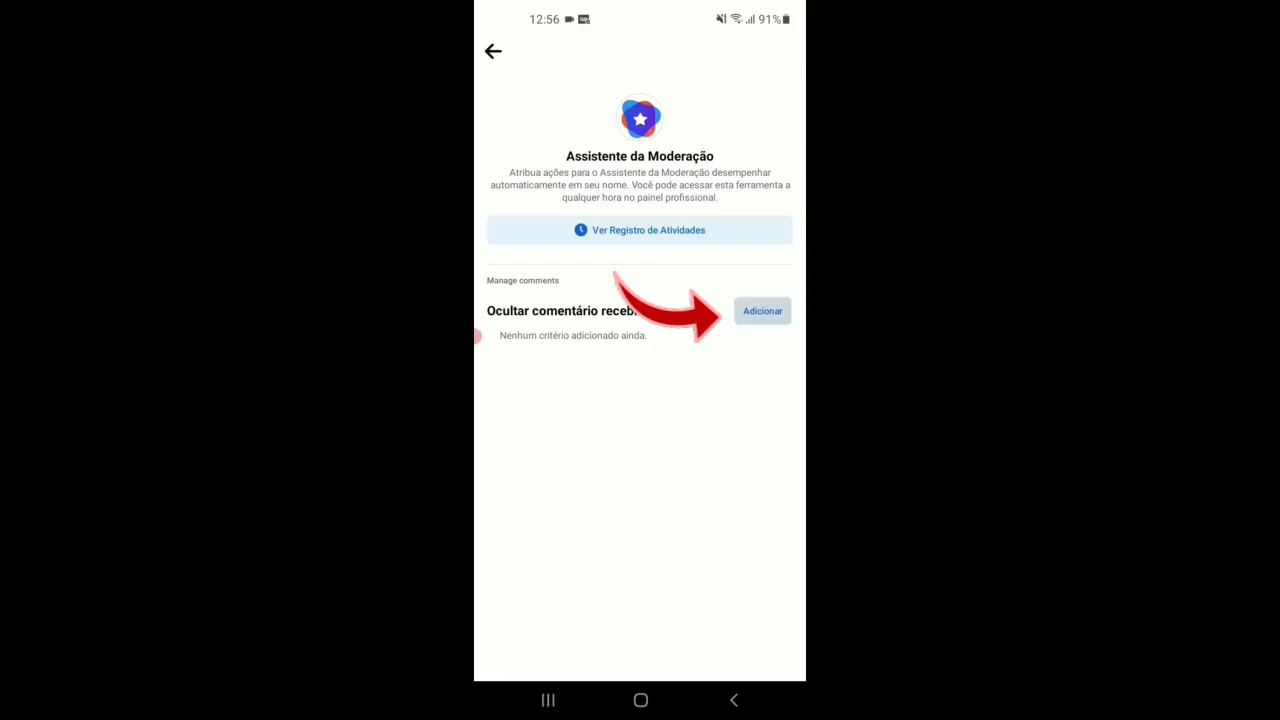 12:56
91%
Assistente da Moderação
Atribua ações para o Assistente da Moderação desempenhar
automaticamente em seu nome. Você pode acessar esta ferramenta a
qualquer hora no painel profissional.
Ver Registro de Atividades
Manage comments
Ocultar comentário receb
Adicionar
Nenhum critério adicionado ainda.